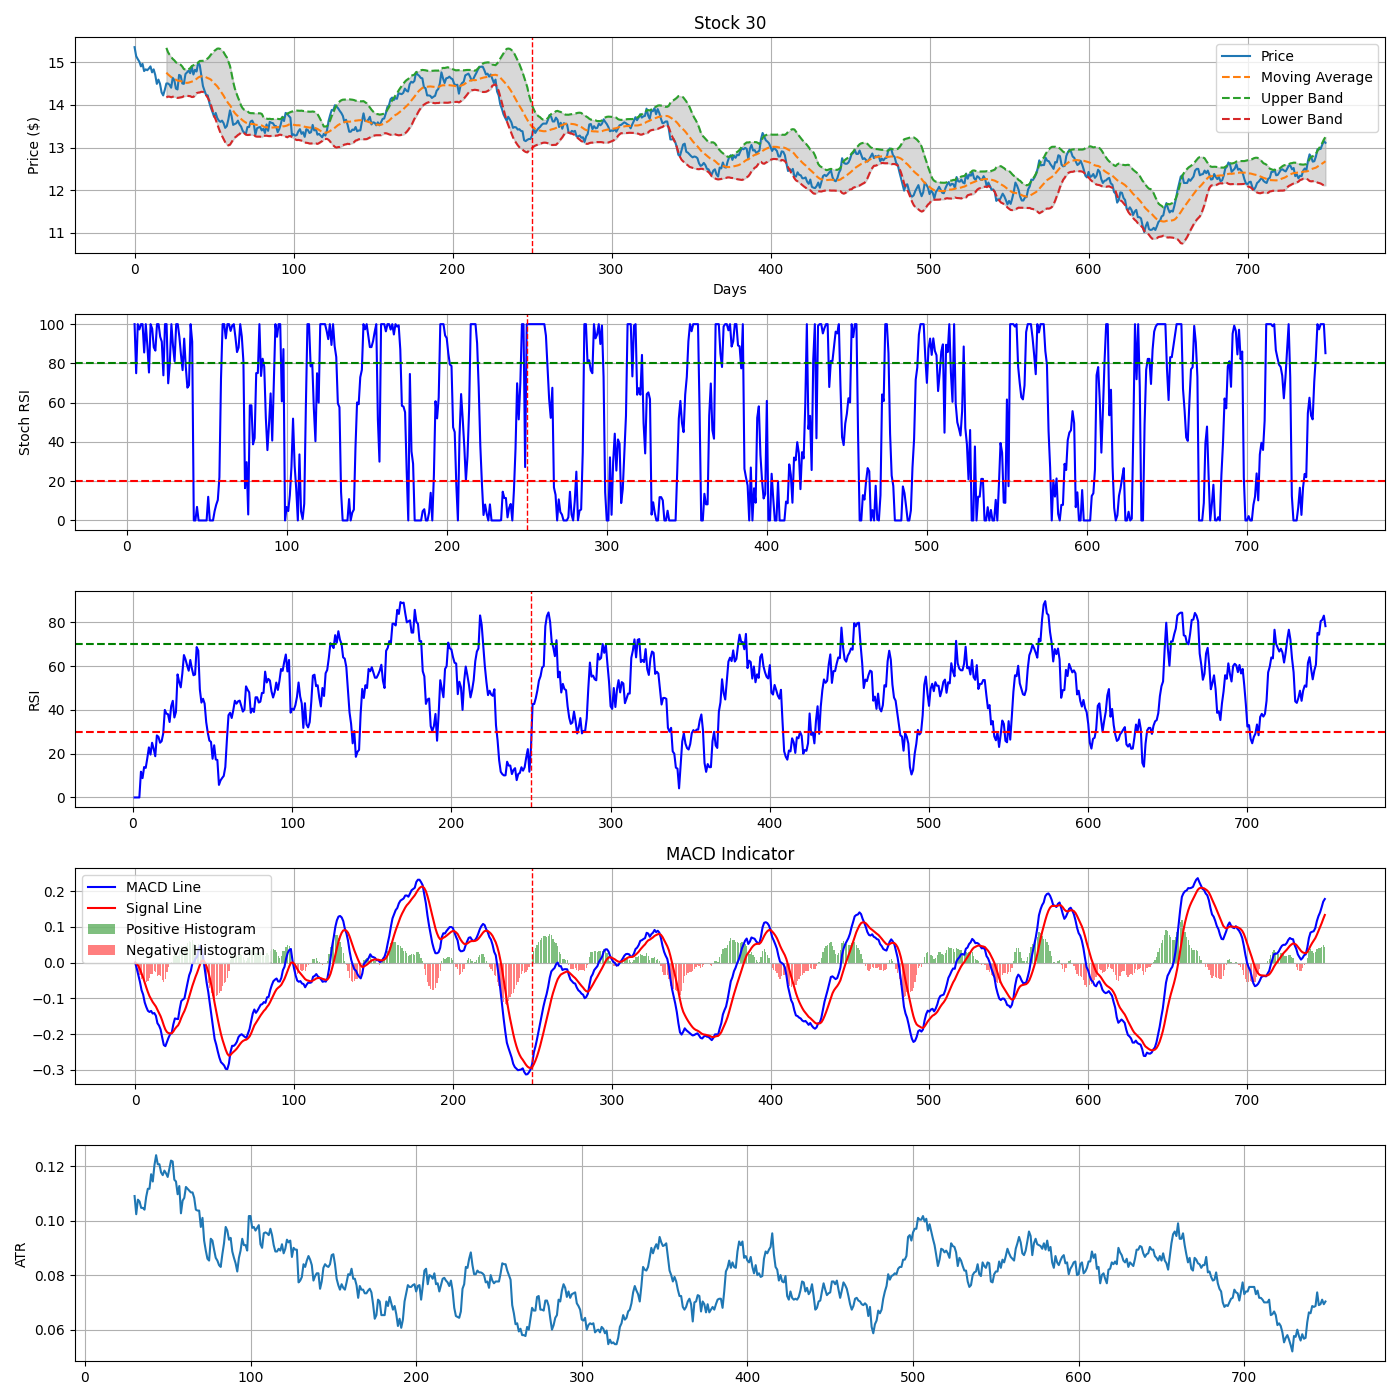 Stock 30
Price ($)
15
14
13
12
11
Price
Moving Average
Upper Band
Lower Band
0 100 200 300 400 500 600 700
Days
Stoch RSI
100
80
60
40
20
0
0 100 200 300 400 500 600 700
RSI
80
60
40
20
0
0 100 200 300 400 500 600 700
MACD Indicator
0.2
0.1
0.0
−0.1
−0.2
−0.3
MACD Line
Signal Line
Positive Histogram
Negative Histogram
0 100 200 300 400 500 600 700
ATR
0.12
0.10
0.08
0.06
0 100 200 300 400 500 600 700